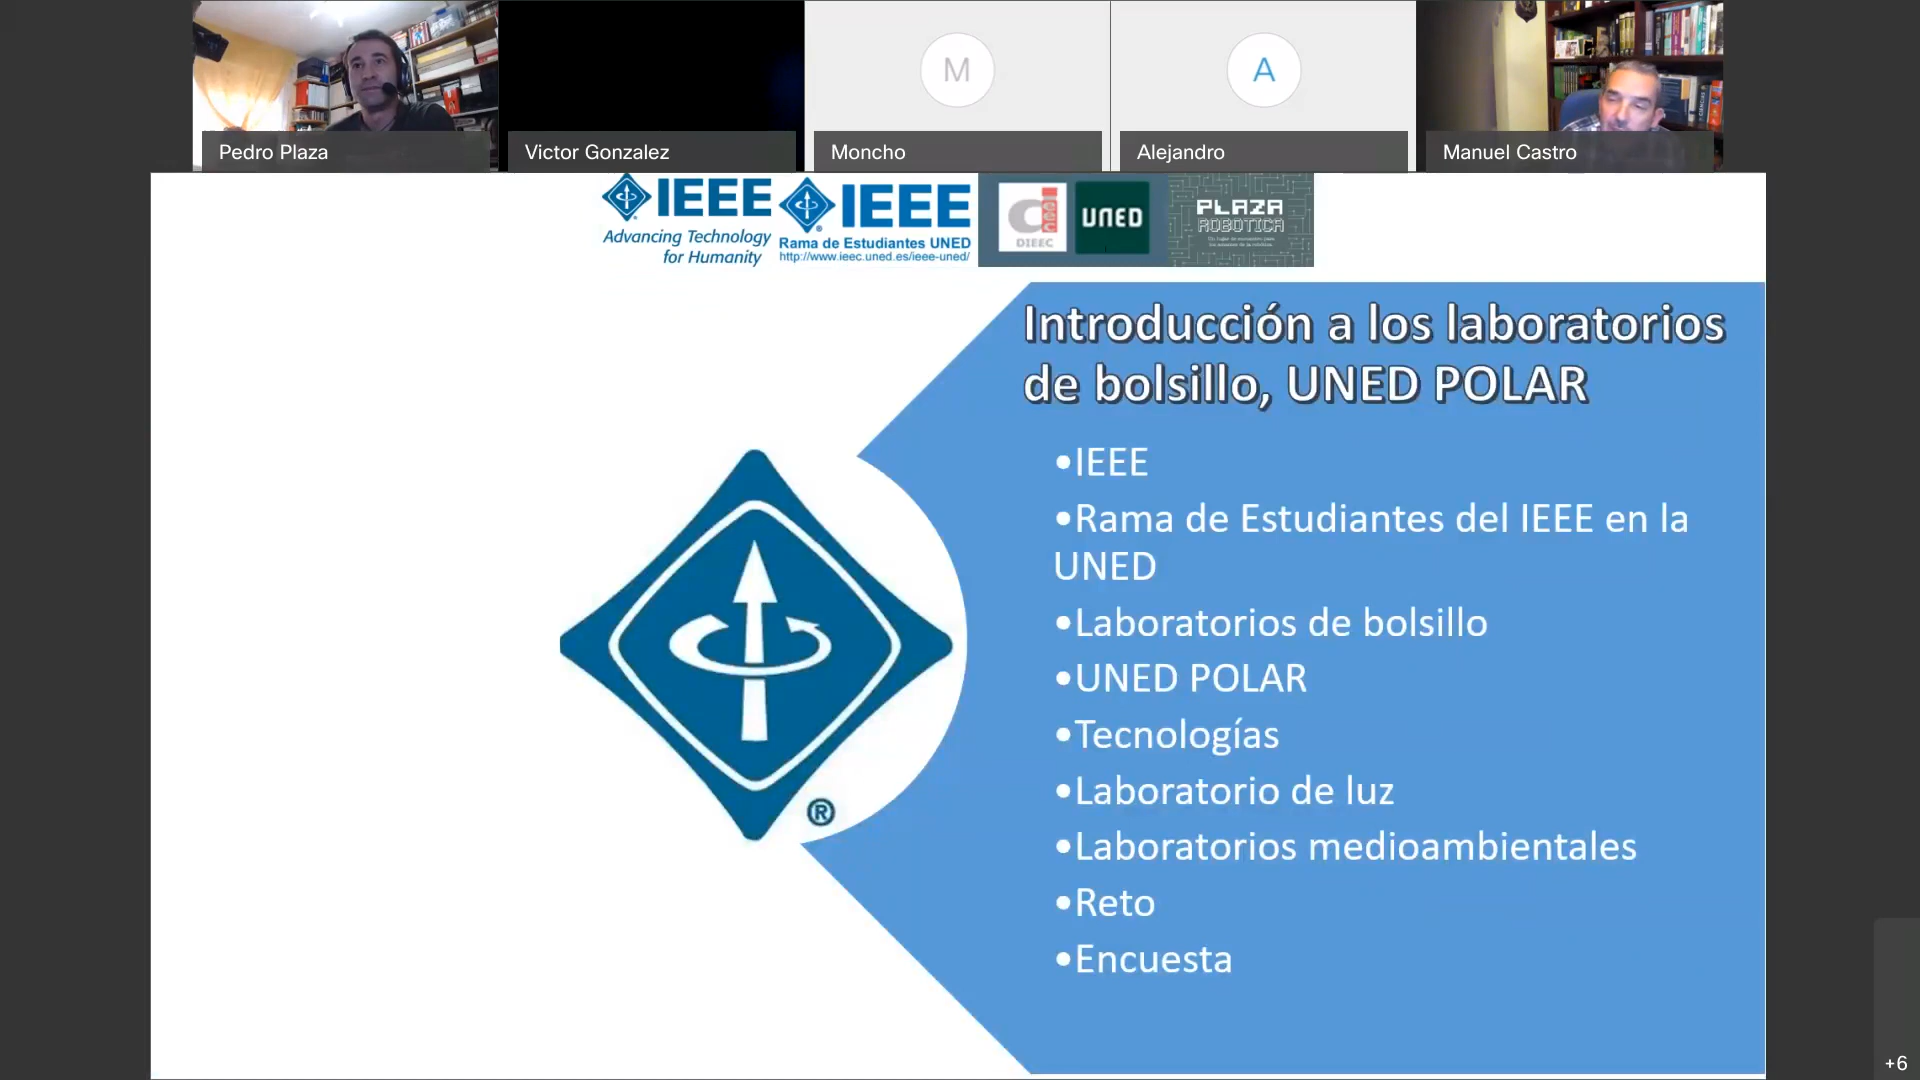 M
A
Pedro Plaza
Victor Gonzalez
Moncho
Alejandro
Manuel Castro
IEEE
Advancing Technology
for Humanity
IEEE
Rama de Estudiantes UNED
http://www.ieec.uned.es/ieee-uned/
DIEEC
UNED
PLAZA
ROBOTICA
Introducción a los laboratorios
de bolsillo, UNED POLAR
•IEEE
•Rama de Estudiantes del IEEE en la
UNED
•Laboratorios de bolsillo
•UNED POLAR
•Tecnologías
•Laboratorio de luz
•Laboratorios medioambientales
•Reto
•Encuesta
®
+6